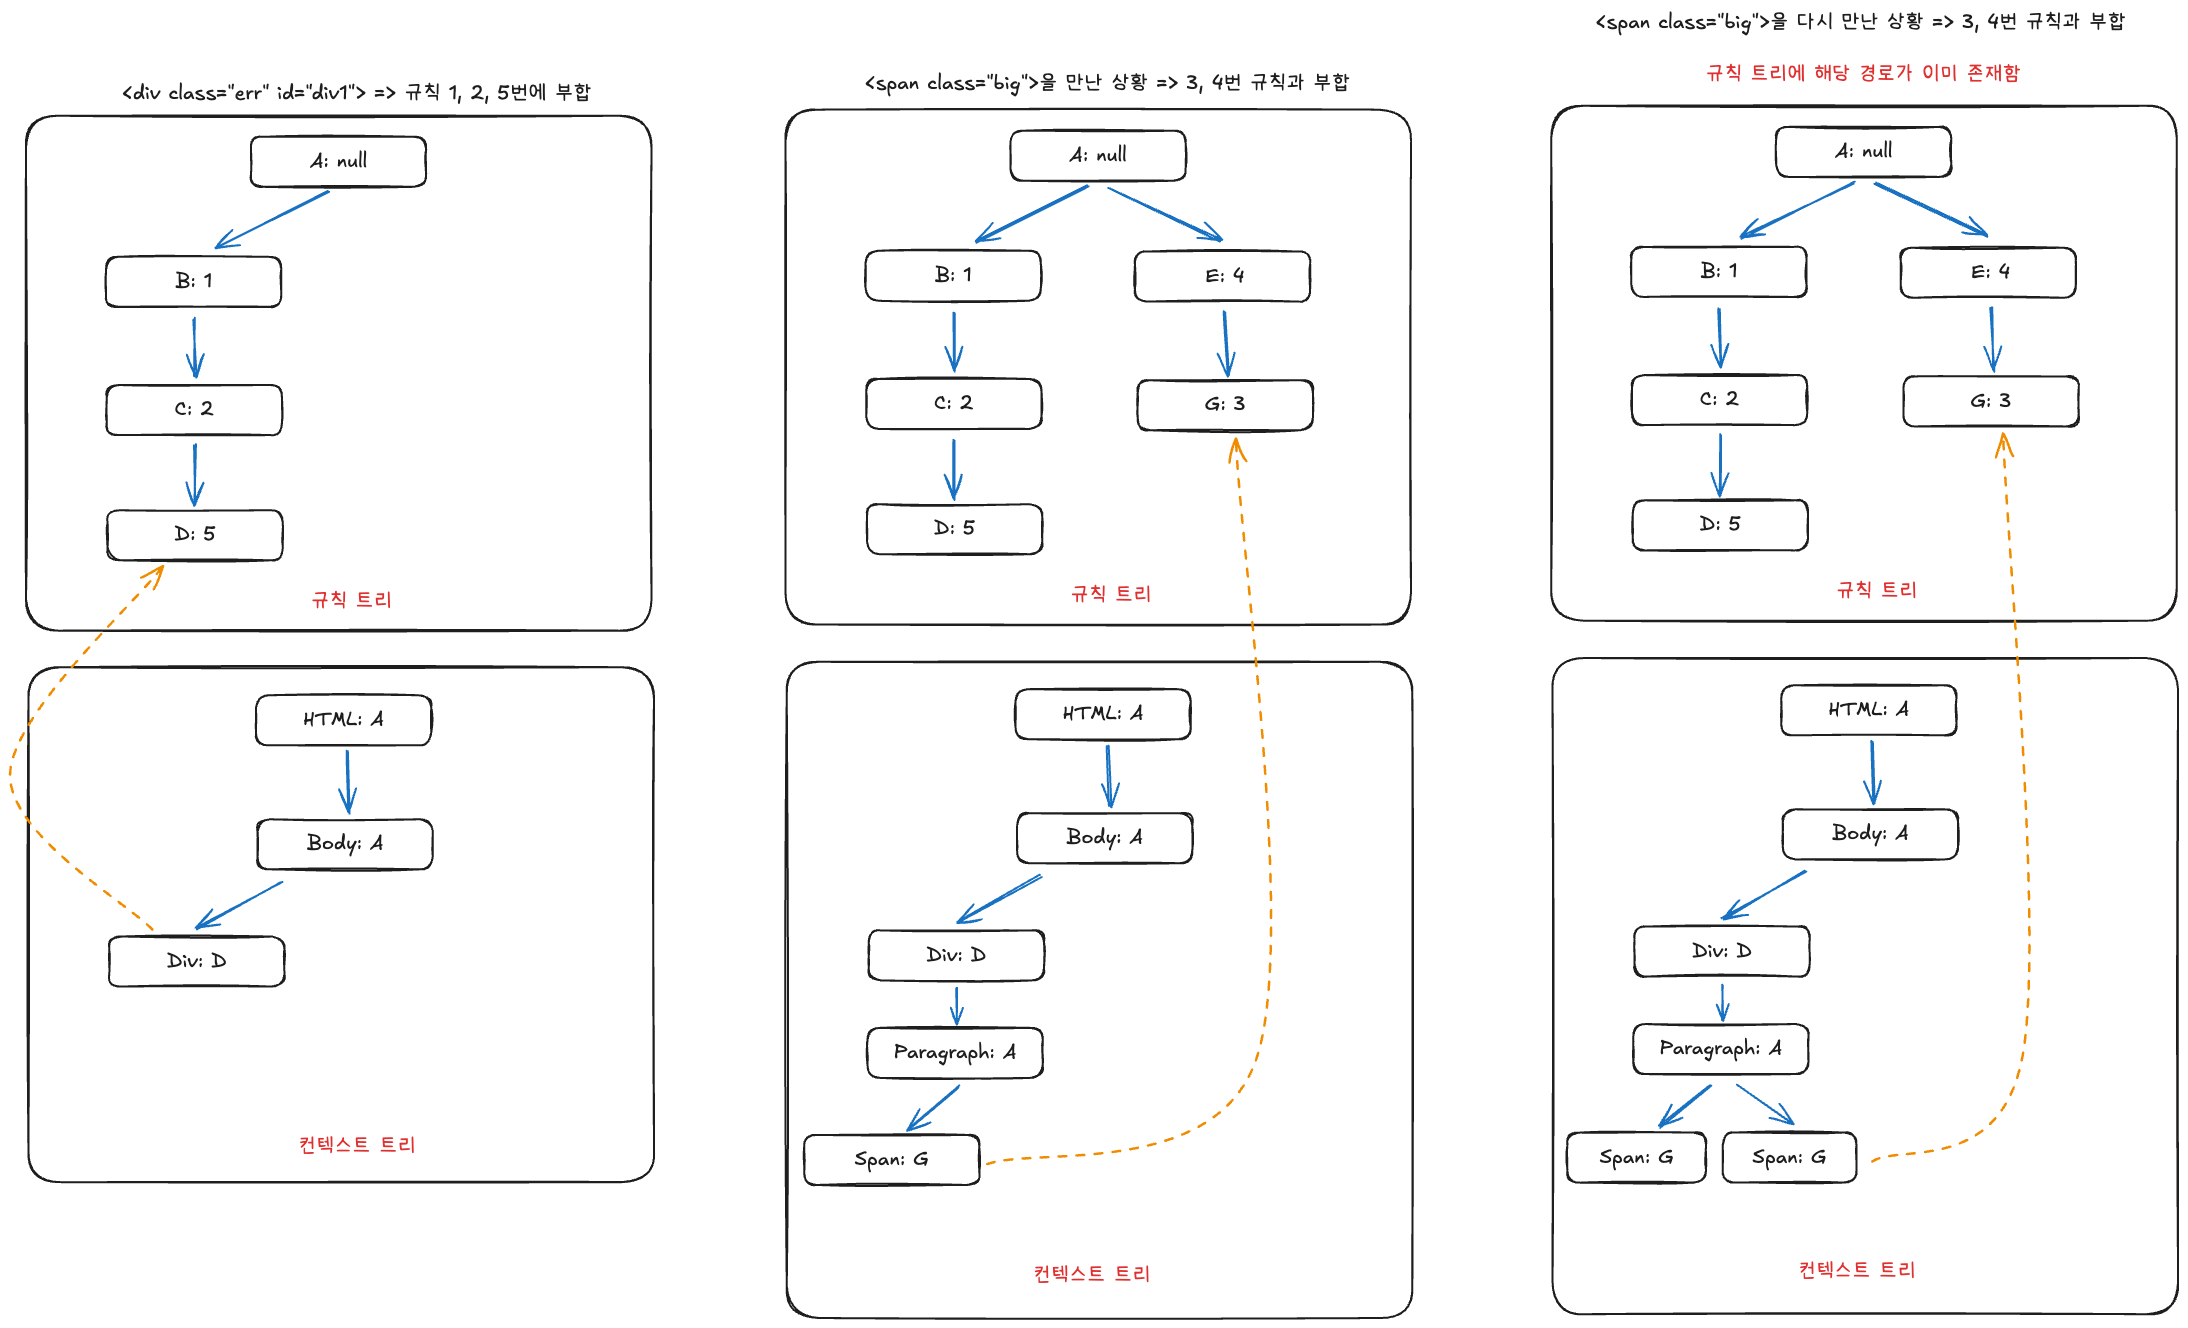 <div class="err" id="div1"> => 규칙 1, 2, 5번에 부합
A: null
B: 1
C: 2
D: 5
규칙 트리
HTML: A
Body: A
Div: D
컨텍스트 트리
<span class="big">을 만난 상황 => 3, 4번 규칙과 부합
A: null
B: 1
E: 4
C: 2
G: 3
D: 5
규칙 트리
HTML: A
Body: A
Div: D
Paragraph: A
Span: G
컨텍스트 트리
<span class="big">을 다시 만난 상황 => 3, 4번 규칙과 부합
규칙 트리에 해당 경로가 이미 존재함
A: null
B: 1
E: 4
C: 2
G: 3
D: 5
규칙 트리
HTML: A
Body: A
Div: D
Paragraph: A
Span: G
Span: G
컨텍스트 트리